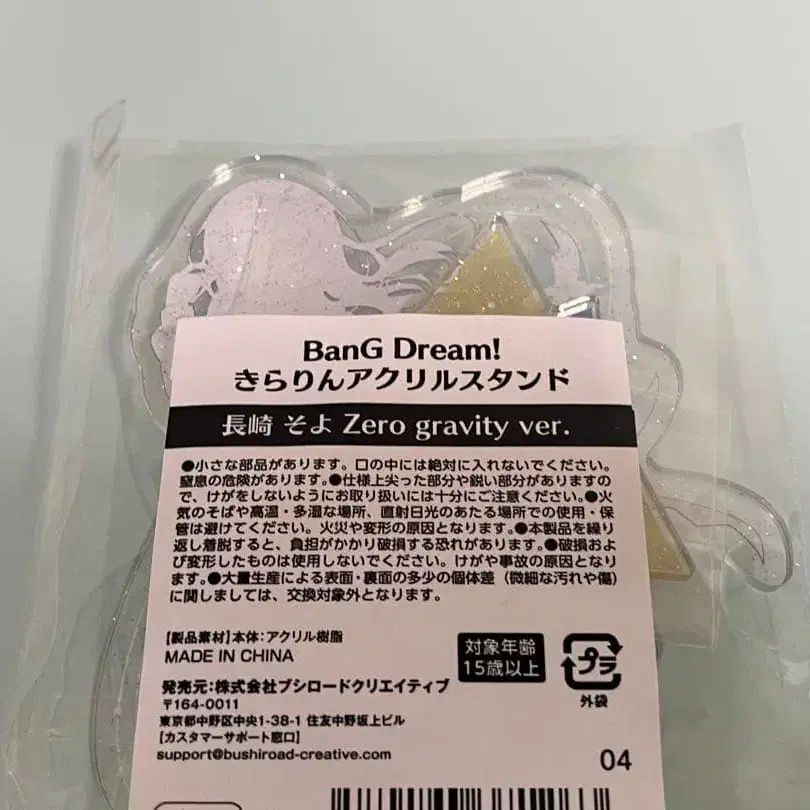 BanG Dream!
きらりんアクリルスタンド
長崎 そよ Zero gravity ver.
●小さな部品があります。口の中には絶対に入れないでください。
窒息の危険があります。●仕様上尖った部分や鋭い部分がありますの
で、けがをしないようにお取り扱いには十分にご注意ください。●火
気のそばや高温・多湿な場所、直射日光のあたる場所での使用・保
管は避けてください。火災や変形の原因となります。●本製品を繰り
返し着脱すると、負担がかかり破損する恐れがあります。●破損およ
び変形したものは使用しないでください。けがや事故の原因となりま
す。●大量生産による表面・裏面の多少の個体差（微細な汚れや傷）
に関しましては、交換対象外となります。
【製品素材】本体：アクリル樹脂
MADE IN CHINA
対象年齢
15歳以上
プラ
外袋
発売元：株式会社ブシロードクリエイティブ
〒164-0011
東京都中野区中央1-38-1 住友中野坂上ビル
【カスタマーサポート窓口】
support@bushiroad-creative.com
04